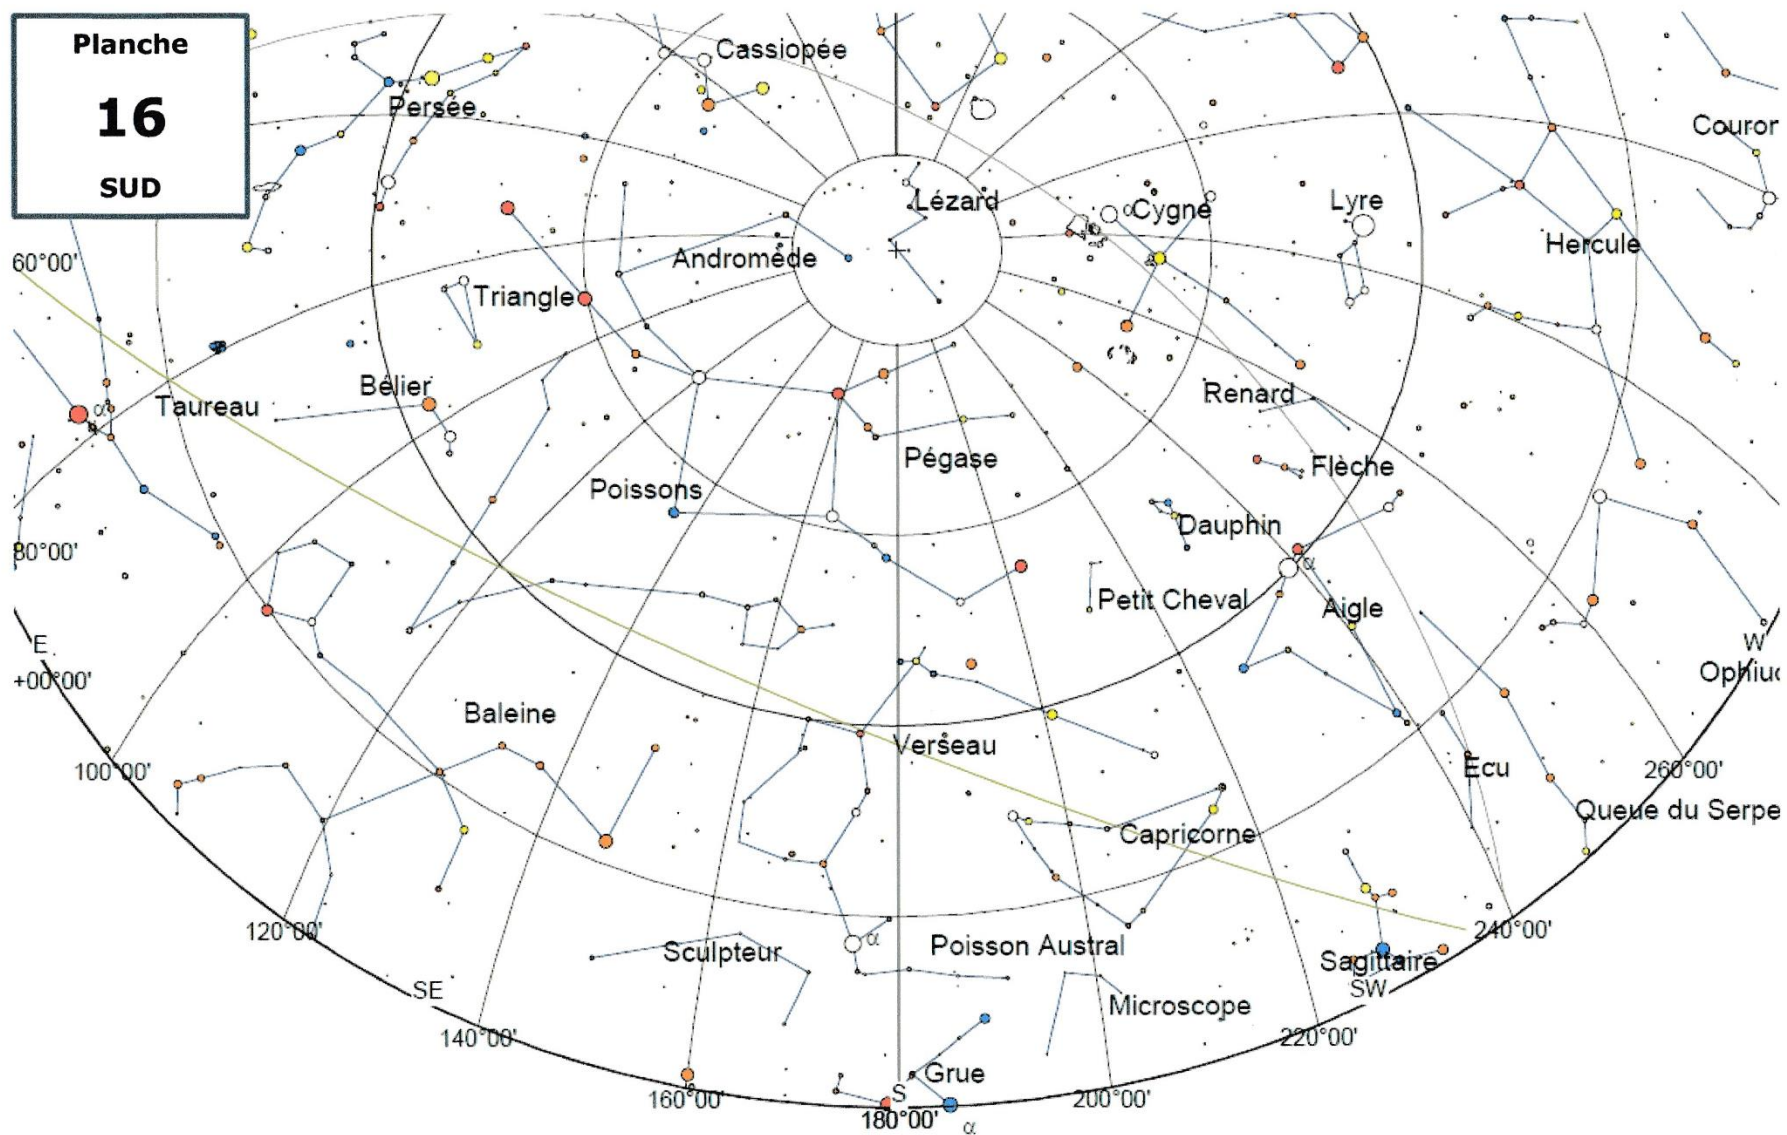 Planche
16
SUD
Cassiopée
Persée
Couror
Lézard
α
Cygne
Lyre
Hercule
Andromède
60°00'
Triangle
Bélier
Renard
α
Taureau
Pégase
Flèche
Poissons
Dauphin
80°00'
α
Petit Cheval
Aigle
E
W
+00°00'
Ophiuc
Baleine
Verseau
Ecu
100°00'
260°00'
Queue du Serpe
Capricorne
120°00'
240°00'
α
Poisson Austral
Sculpteur
Sagittaire
SE
SW
Microscope
140°00'
220°00'
Grue
S
160°00'
200°00'
180°00'
α